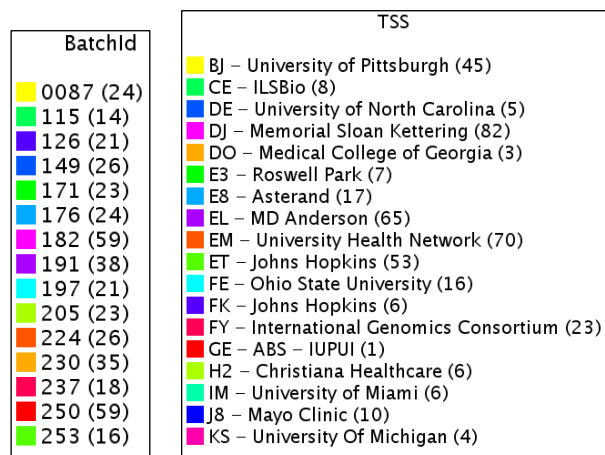 BatchId
0087 (24)
115 (14)
126 (21)
149 (26)
171 (23)
176 (24)
182 (59)
191 (38)
197 (21)
205 (23)
224 (26)
230 (35)
237 (18)
250 (59)
253 (16)
TSS
BJ – University of Pittsburgh (45)
CE – ILSBio (8)
DE – University of North Carolina (5)
DJ – Memorial Sloan Kettering (82)
DO – Medical College of Georgia (3)
E3 – Roswell Park (7)
E8 – Asterand (17)
EL – MD Anderson (65)
EM – University Health Network (70)
ET – Johns Hopkins (53)
FE – Ohio State University (16)
FK – Johns Hopkins (6)
FY – International Genomics Consortium (23)
GE – ABS – IUPUI (1)
H2 – Christiana Healthcare (6)
IM – University of Miami (6)
J8 – Mayo Clinic (10)
KS – University Of Michigan (4)